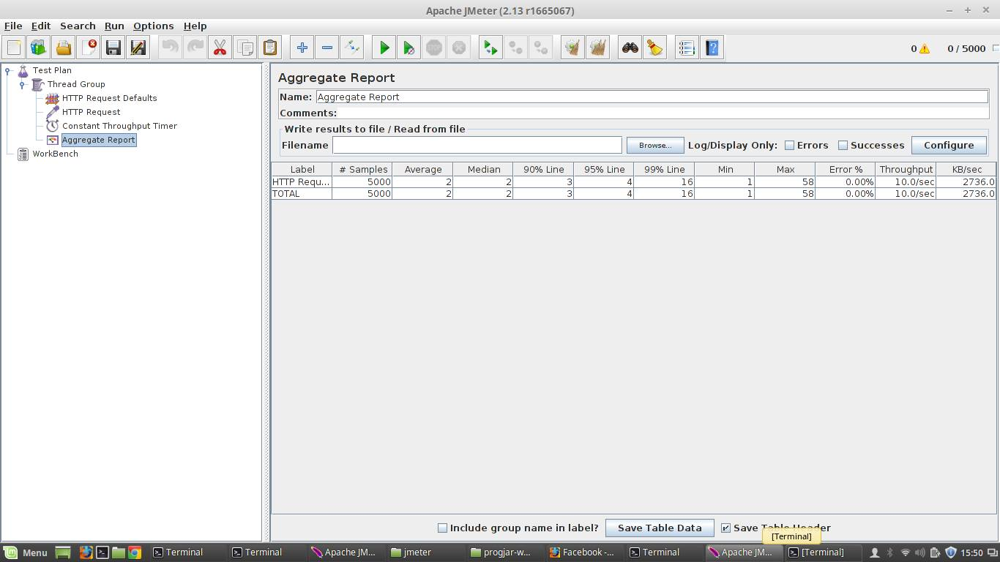 Apache JMeter (2.13 r1665067)
File Edit Search Run Options Help
0 0 / 5000
Test Plan
Thread Group
HTTP Request Defaults
HTTP Request
Constant Throughput Timer
Aggregate Report
WorkBench
Aggregate Report
Name: Aggregate Report
Comments:
Write results to file / Read from file
Filename Browse... Log/Display Only: Errors Successes Configure
Label # Samples Average Median 90% Line 95% Line 99% Line Min Max Error % Throughput KB/sec
HTTP Requ... 5000 2 2 3 4 16 1 58 0.00% 10.0/sec 2736.0
TOTAL 5000 2 2 3 4 16 1 58 0.00% 10.0/sec 2736.0
Include group name in label? Save Table Data Save Table Header
[Terminal]
Menu Terminal Terminal Apache JM... jmeter progjar-w... Facebook -... Terminal Apache JM... [Terminal] 15:50